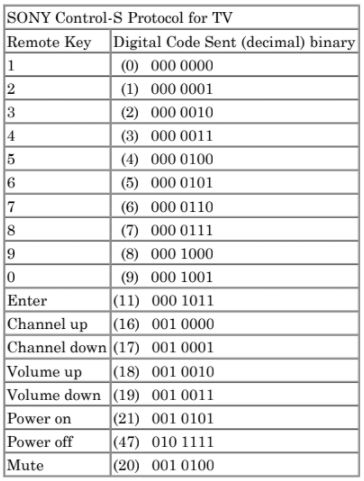 SONY Control-S Protocol for TV
Remote Key Digital Code Sent (decimal) binary
1 (0) 000 0000
2 (1) 000 0001
3 (2) 000 0010
4 (3) 000 0011
5 (4) 000 0100
6 (5) 000 0101
7 (6) 000 0110
8 (7) 000 0111
9 (8) 000 1000
0 (9) 000 1001
Enter (11) 000 1011
Channel up (16) 001 0000
Channel down (17) 001 0001
Volume up (18) 001 0010
Volume down (19) 001 0011
Power on (21) 001 0101
Power off (47) 010 1111
Mute (20) 001 0100